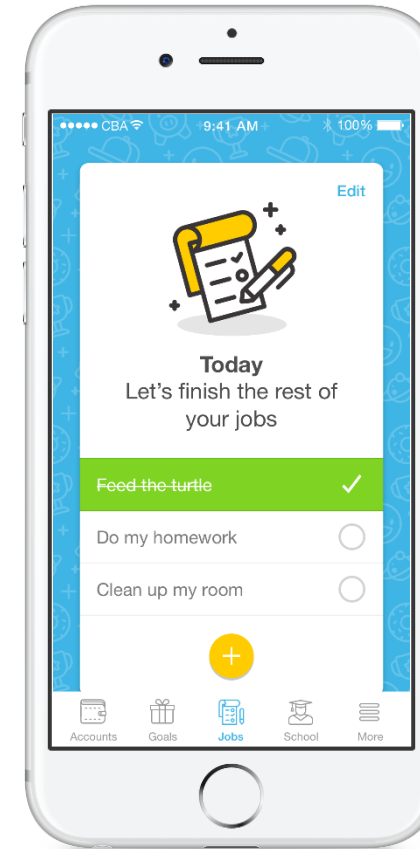 CBA 9:41 AM 100%
Edit
Today
Let's finish the rest of
your jobs
Feed the turtle
Do my homework
Clean up my room
+
Accounts Goals Jobs School More